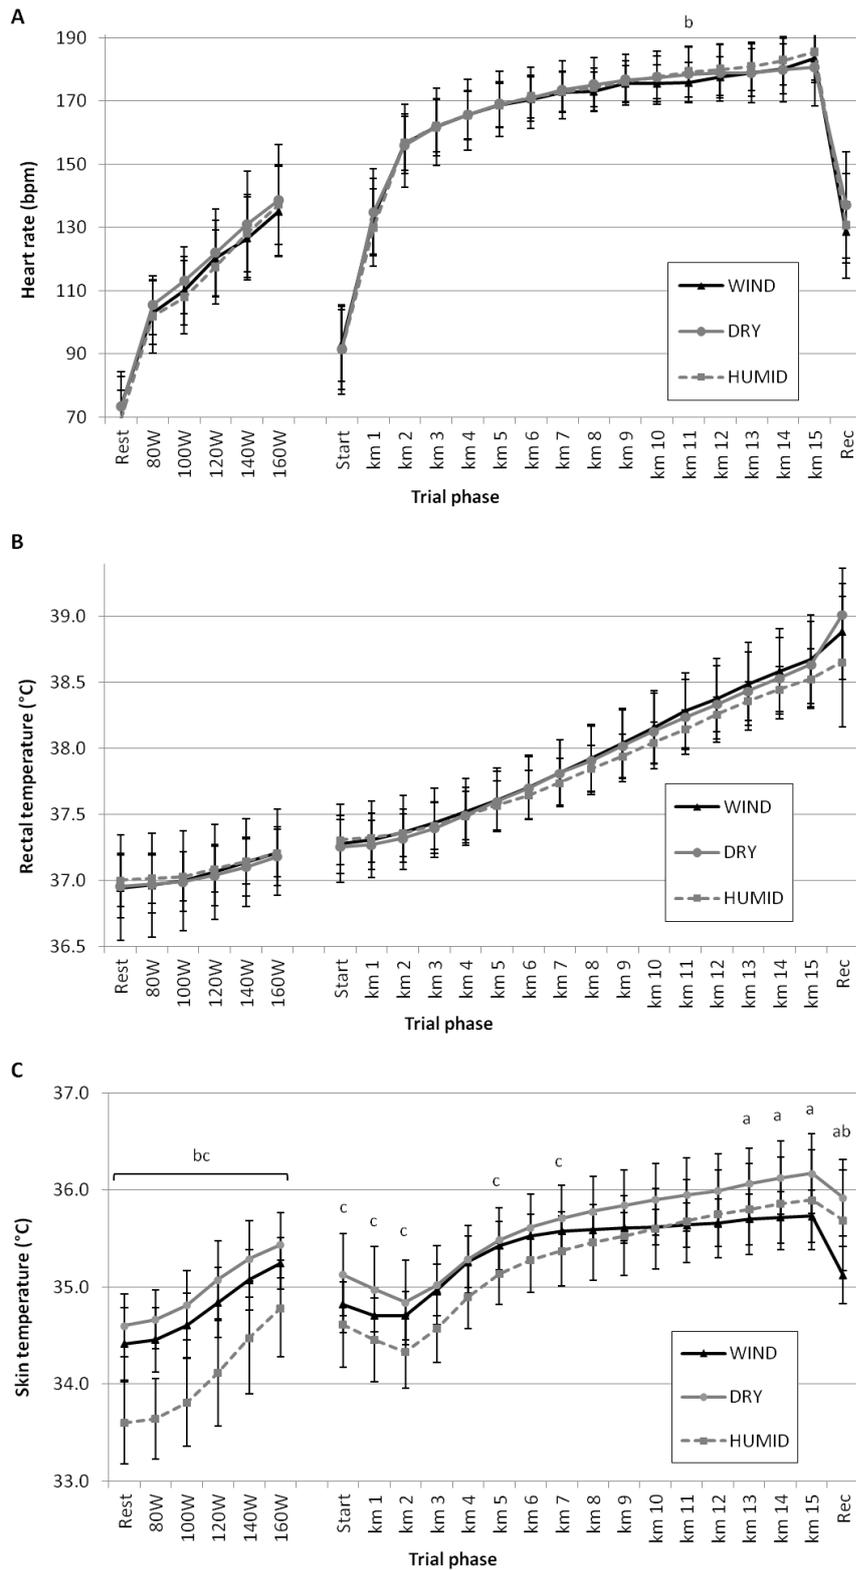 A
b
190
170
150
130
110
90
70
Heart rate (bpm)
WIND
DRY
HUMID
Rest
80W
100W
120W
140W
160W
Start
km 1
km 2
km 3
km 4
km 5
km 6
km 7
km 8
km 9
km 10
km 11
km 12
km 13
km 14
km 15
Rec
Trial phase
B
39.0
38.5
38.0
37.5
37.0
36.5
Rectal temperature (°C)
WIND
DRY
HUMID
Rest
80W
100W
120W
140W
160W
Start
km 1
km 2
km 3
km 4
km 5
km 6
km 7
km 8
km 9
km 10
km 11
km 12
km 13
km 14
km 15
Rec
Trial phase
C
37.0
36.0
35.0
34.0
33.0
Skin temperature (°C)
bc
c
c
c
c
c
a
a
a
ab
WIND
DRY
HUMID
Rest
80W
100W
120W
140W
160W
Start
km 1
km 2
km 3
km 4
km 5
km 6
km 7
km 8
km 9
km 10
km 11
km 12
km 13
km 14
km 15
Rec
Trial phase